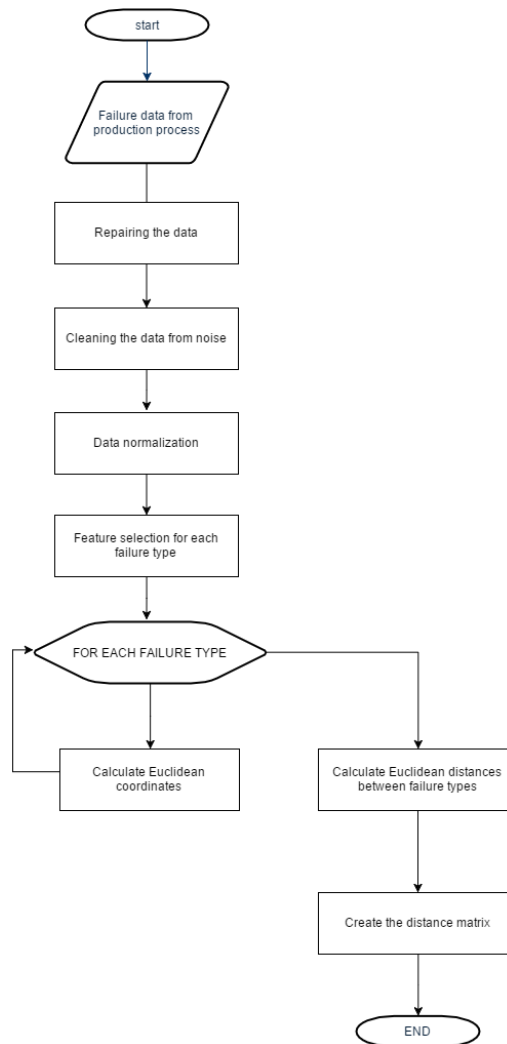 start
Failure data from
production process
Repairing the data
Cleaning the data from noise
Data normalization
Feature selection for each
failure type
FOR EACH FAILURE TYPE
Calculate Euclidean
coordinates
Calculate Euclidean distances
between failure types
Create the distance matrix
END